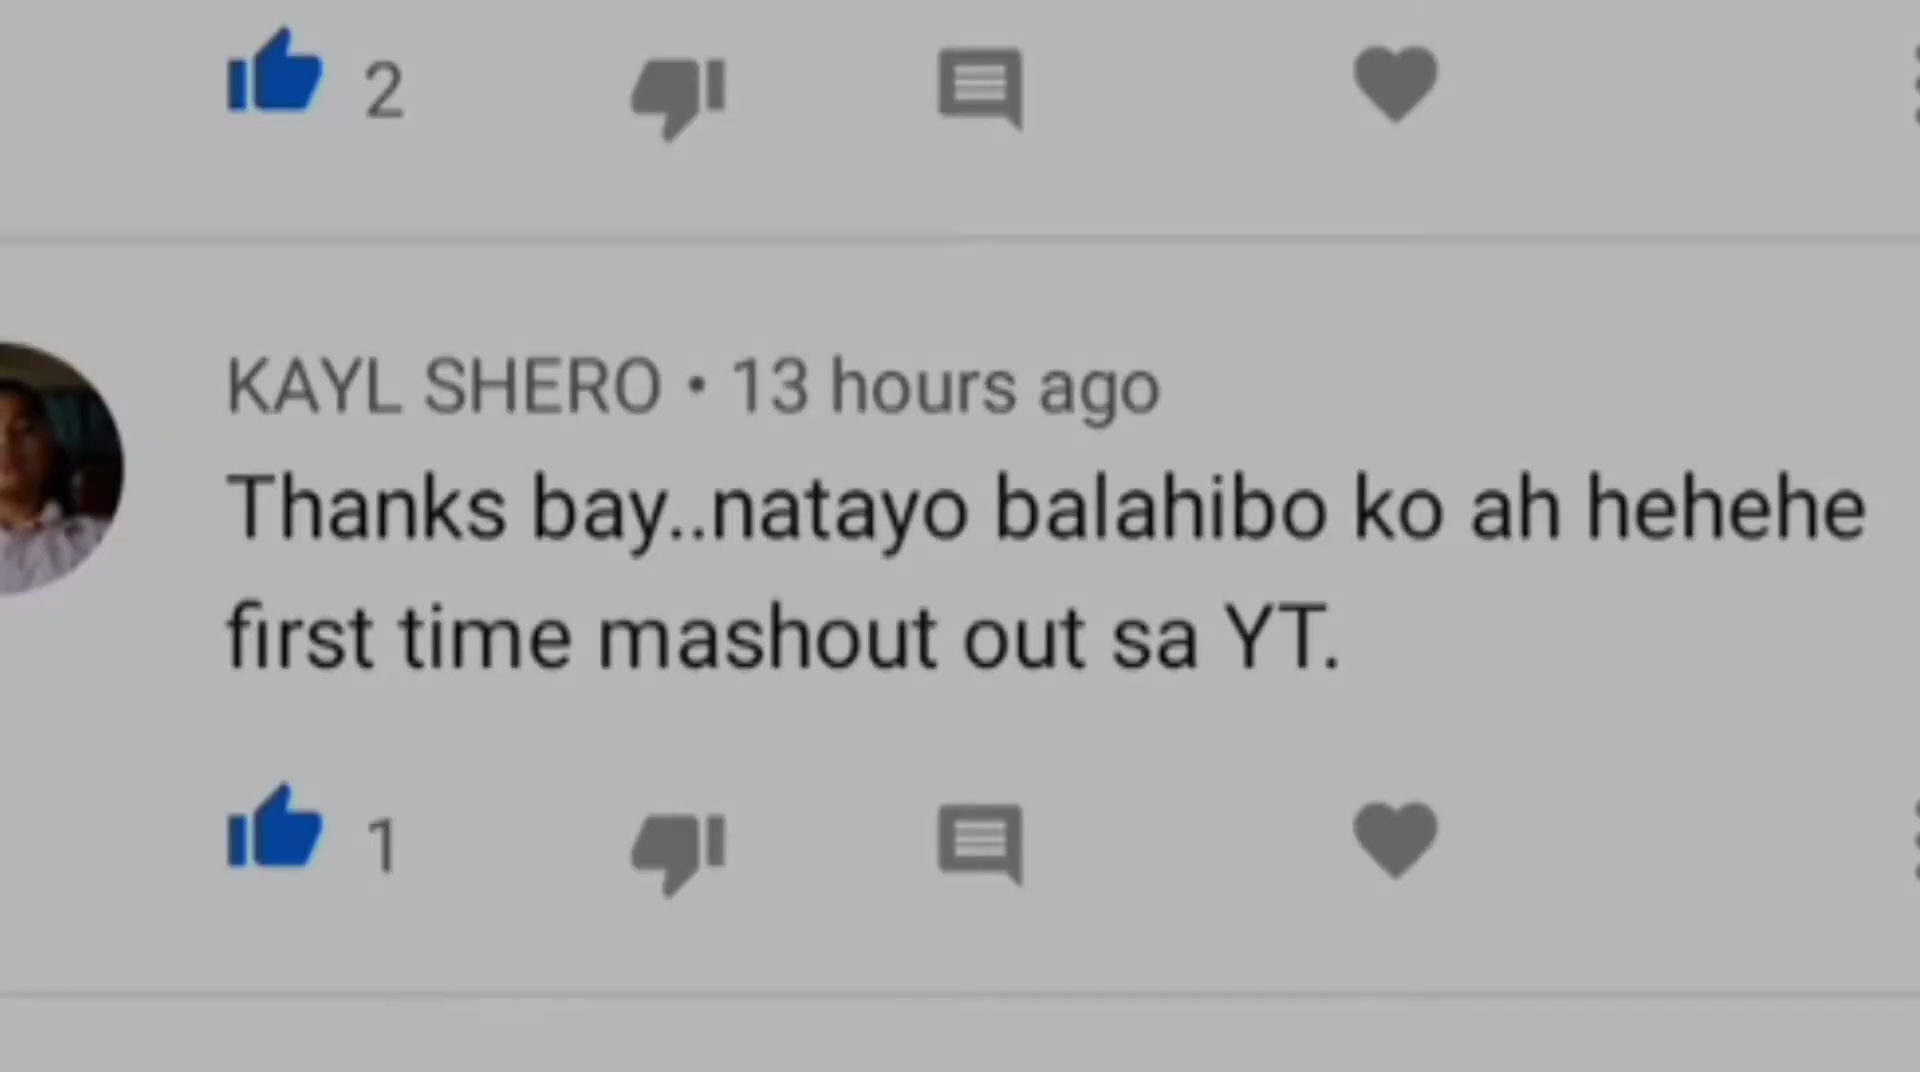 2
KAYL SHERO • 13 hours ago
Thanks bay..natayo balahibo ko ah hehehe
first time mashout out sa YT.
1